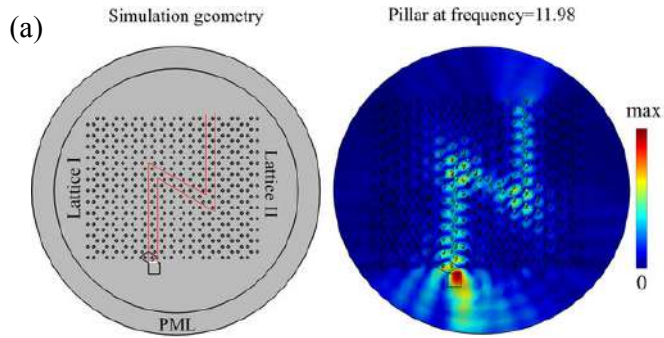 (a)
Simulation geometry
Pillar at frequency=11.98
Lattice I
Lattice II
PML
max
0